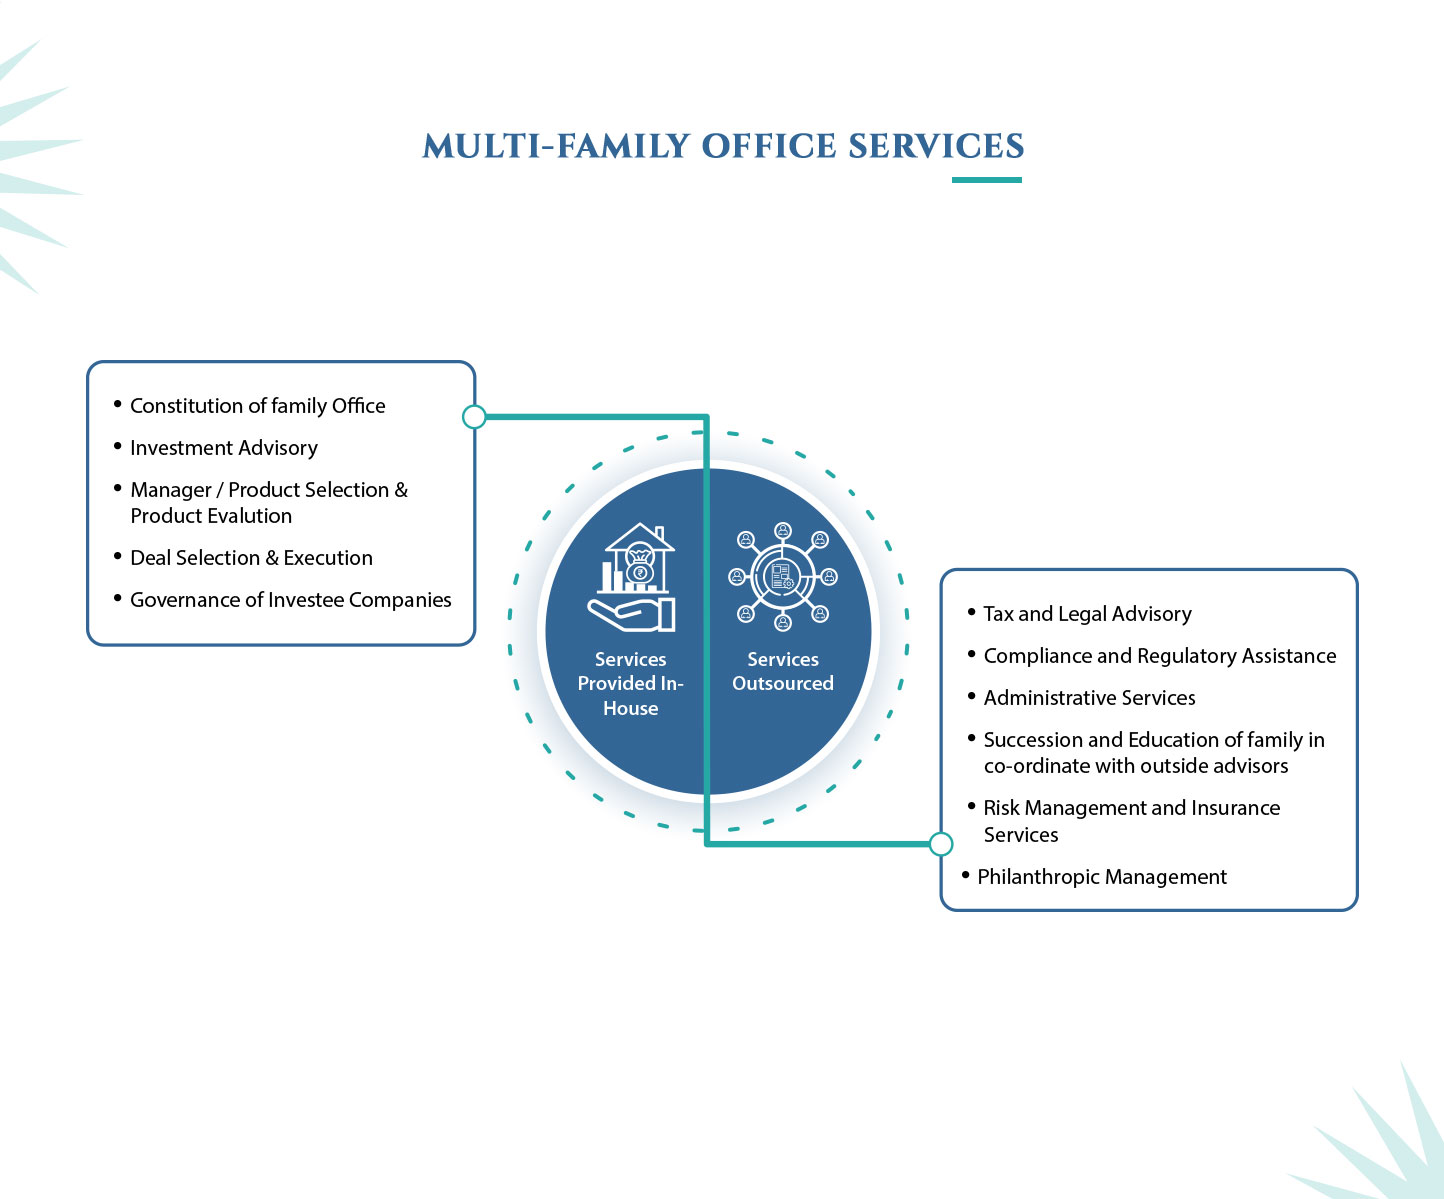 MULTI-FAMILY OFFICE SERVICES
• Constitution of family Office
• Investment Advisory
• Manager / Product Selection &
Product Evalution
• Deal Selection & Execution
• Governance of Investee Companies
Services
Provided In-
House
Services
Outsourced
• Tax and Legal Advisory
• Compliance and Regulatory Assistance
• Administrative Services
• Succession and Education of family in
co-ordinate with outside advisors
• Risk Management and Insurance
Services
• Philanthropic Management